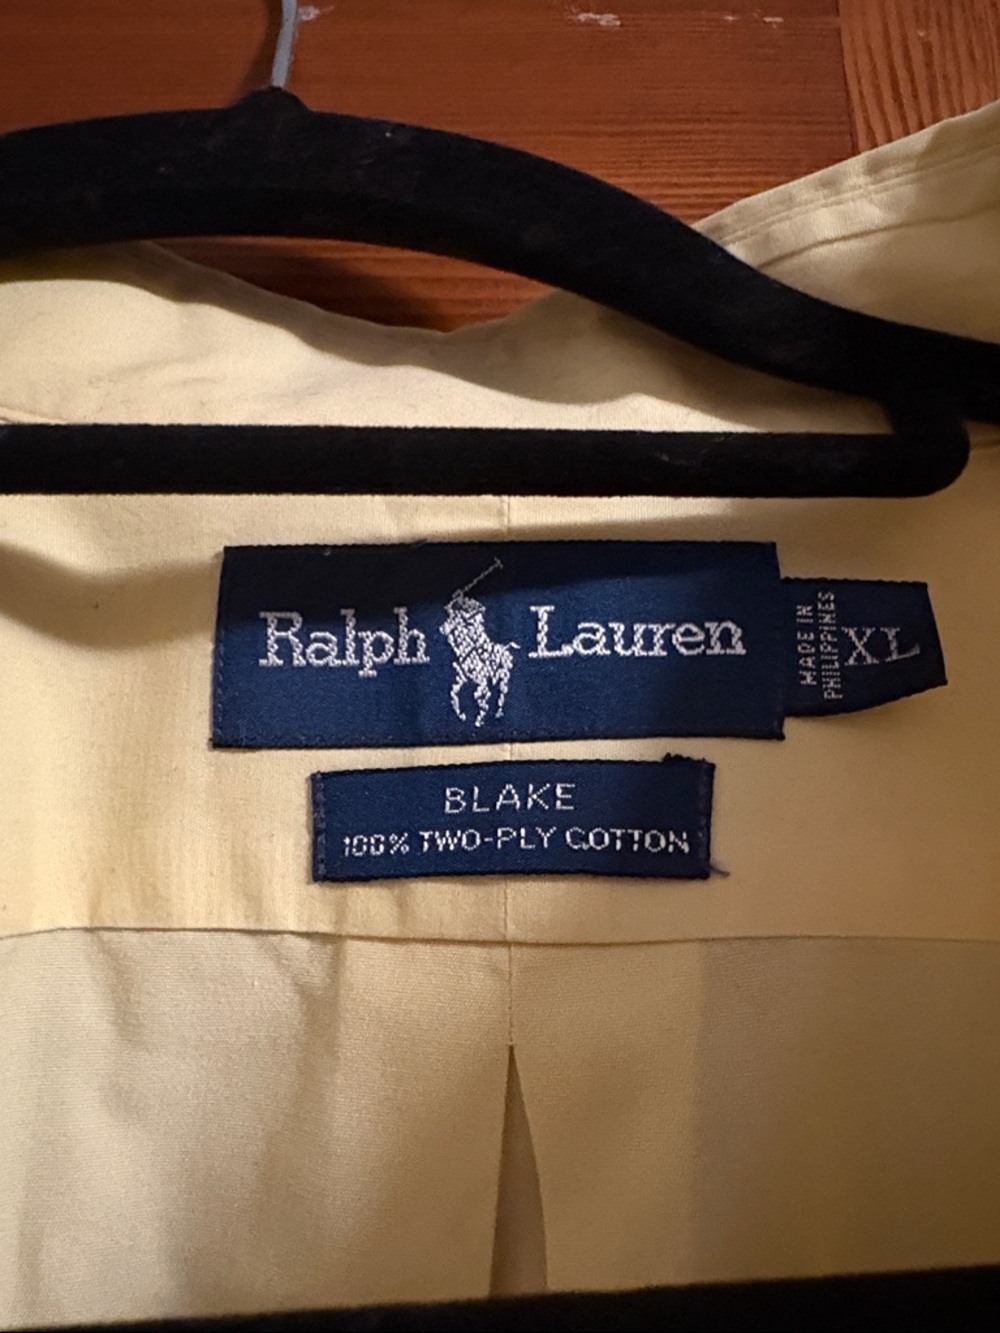 Ralph Lauren
MADE IN
PHILIPPINES
XL
BLAKE
100% TWO-PLY COTTON